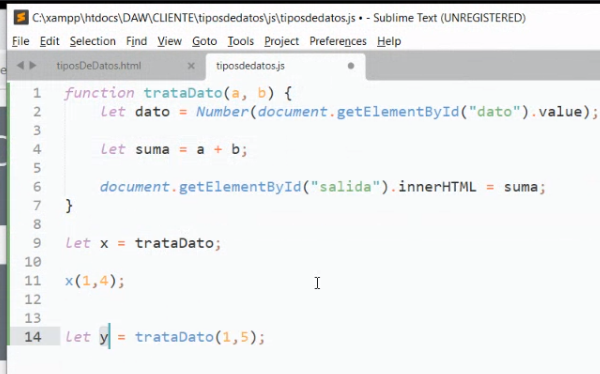 C:\xampp\htdocs\DAW\CLIENTE\tiposdedatos\js\tiposdedatos.js • - Sublime Text (UNREGISTERED)
File Edit Selection Find View Goto Tools Project Preferences Help
tiposDeDatos.html × tiposdedatos.js
1 function trataDato(a, b) {
2 let dato = Number(document.getElementById("dato").value);
3
4 let suma = a + b;
5
6 document.getElementById("salida").innerHTML = suma;
7 }
8
9 let x = trataDato;
10
11 x(1,4);
12
13
14 let y = trataDato(1,5);